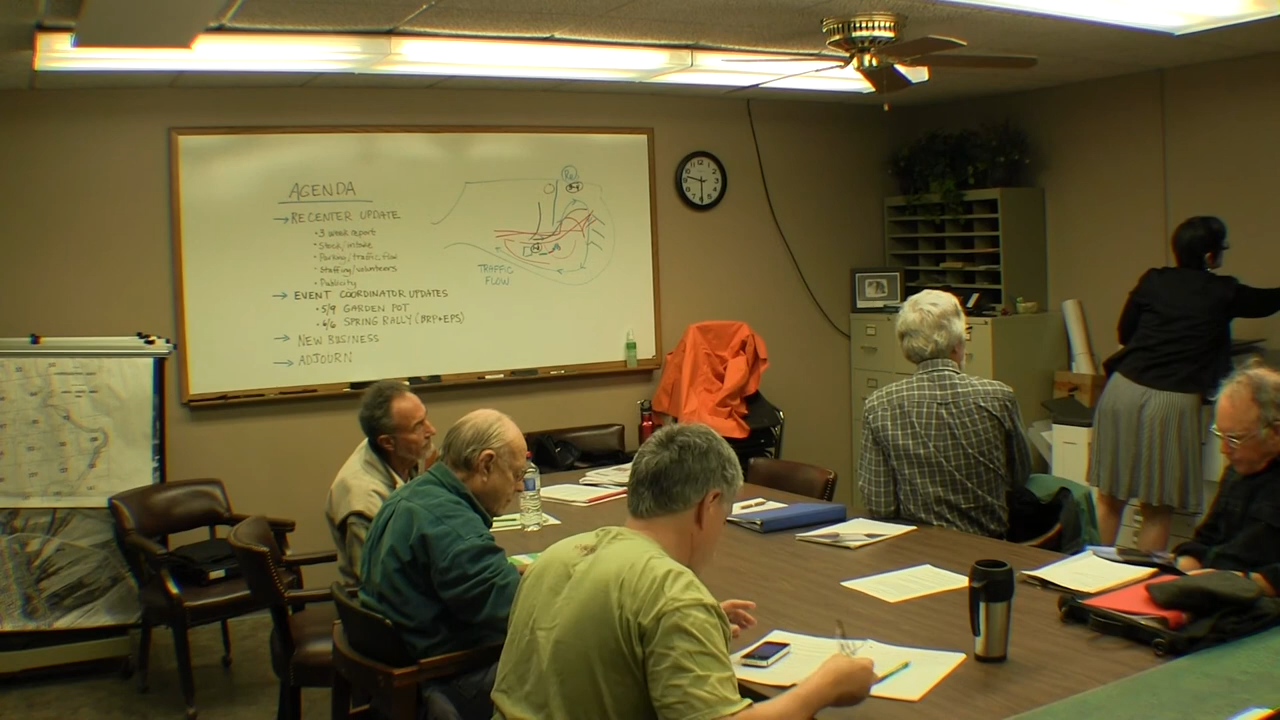 AGENDA
→ RECENTER UPDATE
• 3 week report
• Stock/intake
• Parking/traffic flow
• Staffing/volunteers
• Publicity
→ EVENT COORDINATOR UPDATES
• 5/9 GARDEN POT
• 6/6 SPRING RALLY (BRP+EPS)
→ NEW BUSINESS
→ ADJOURN
TRAFFIC
FLOW